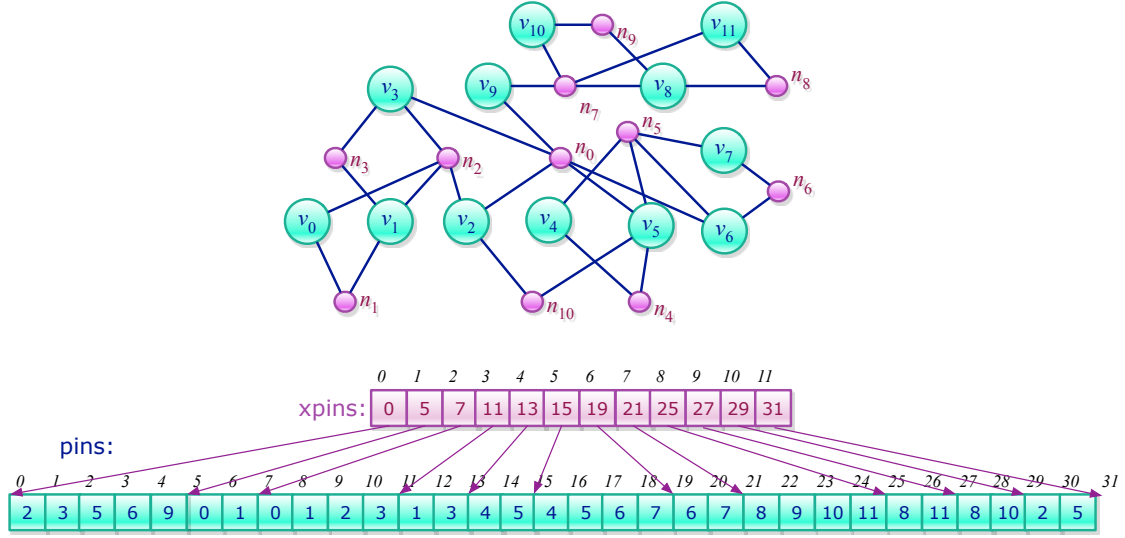 v10 n9 v11
v3 v9 n7 v8 n8
n5
n3 n2 n0 v7
n6
v0 v1 v2 v4 v5 v6
n1 n10 n4
0 1 2 3 4 5 6 7 8 9 10 11
xpins: 0 5 7 11 13 15 19 21 25 27 29 31
pins:
0 1 2 3 4 5 6 7 8 9 10 11 12 13 14 15 16 17 18 19 20 21 22 23 24 25 26 27 28 29 30 31
2 3 5 6 9 0 1 0 1 2 3 1 3 4 5 4 5 6 7 6 7 8 9 10 11 8 11 8 10 2 5